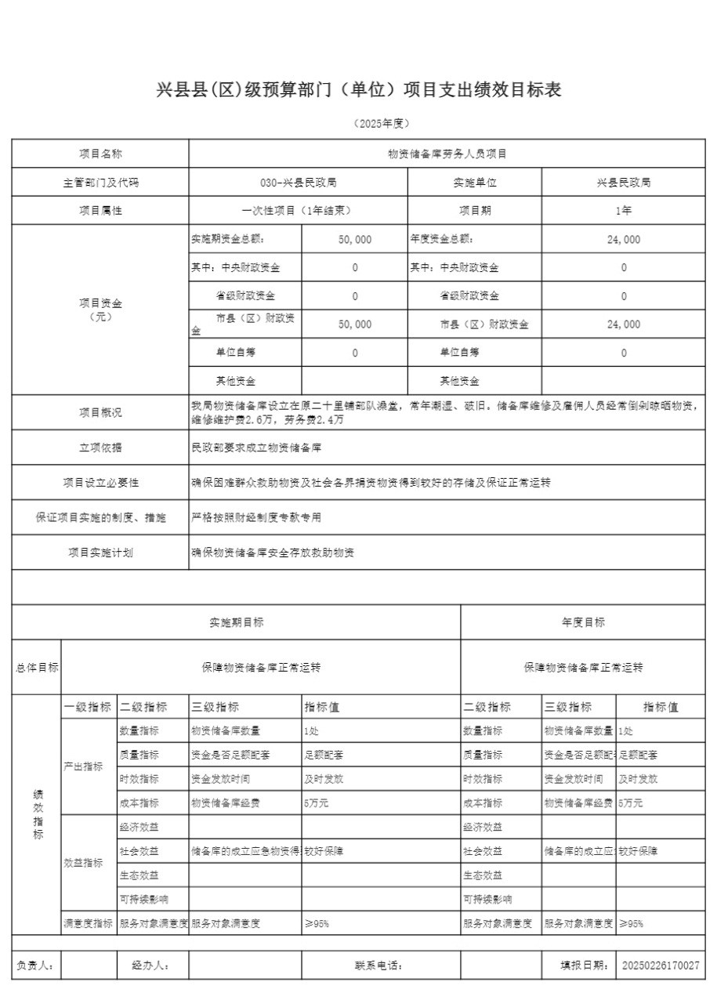 兴县县(区)级预算部门（单位）项目支出绩效目标表
（2025年度）
项目名称 物资储备库劳务人员项目
主管部门及代码 030-兴县民政局 实施单位 兴县民政局
项目属性 一次性项目（1年结束） 项目期 1年
项目资金
（元）
实施期资金总额： 50,000 年度资金总额： 24,000
其中：中央财政资金 0 其中：中央财政资金 0
省级财政资金 0 省级财政资金 0
市县（区）财政资
金
50,000 市县（区）财政资金 24,000
单位自筹 0 单位自筹 0
其他资金 其他资金
项目概况 我局物资储备库设立在原二十里铺部队澡堂，常年潮湿、破旧。储备库维修及雇佣人员经常倒剁晾晒物资，
维修维护费2.6万，劳务费2.4万
立项依据 民政部要求成立物资储备库
项目设立必要性 确保困难群众救助物资及社会各界捐资物资得到较好的存储及保证正常运转
保证项目实施的制度、措施 严格按照财经制度专款专用
项目实施计划 确保物资储备库安全存放救助物资
实施期目标 年度目标
总体目标 保障物资储备库正常运转 保障物资储备库正常运转
绩
效
指
标
一级指标 二级指标 三级指标 指标值 二级指标 三级指标 指标值
产出指标
数量指标 物资储备库数量 1处 数量指标 物资储备库数量 1处
质量指标 资金是否足额配套 足额配套 质量指标 资金是否足额配 足额配套
时效指标 资金发放时间 及时发放 时效指标 资金发放时间 及时发放
成本指标 物资储备库经费 5万元 成本指标 物资储备库经费 5万元
效益指标
经济效益 经济效益
社会效益 储备库的成立应急物资得 较好保障 社会效益 储备库的成立应 较好保障
生态效益 生态效益
可持续影响 可持续影响
满意度指标 服务对象满意度 服务对象满意度 ≥95% 服务对象满意度 服务对象满意度 ≥95%
负责人： 经办人： 联系电话： 填报日期： 20250226170027